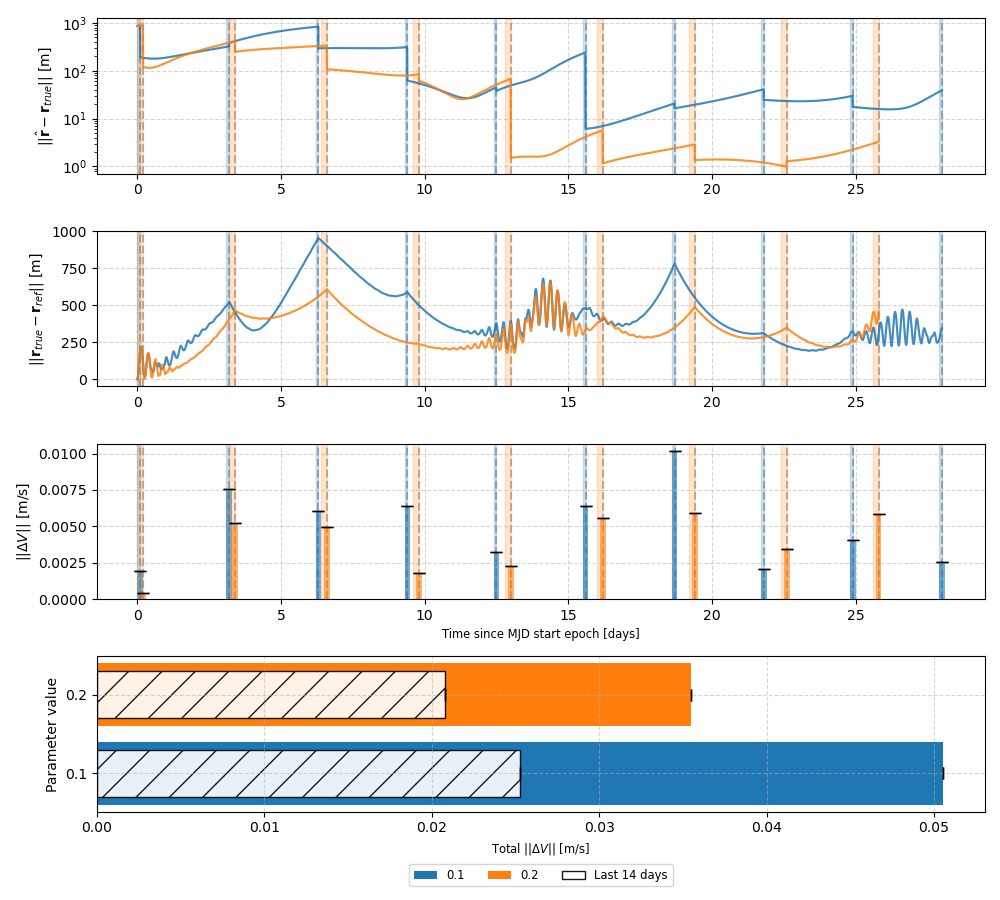 ||r̂ − r_true|| [m]
10³
10²
10¹
10⁰
0 5 10 15 20 25
||r_true − r_ref|| [m]
1000
750
500
250
0
0 5 10 15 20 25
||ΔV|| [m/s]
0.0100
0.0075
0.0050
0.0025
0.0000
0 5 10 15 20 25
Time since MJD start epoch [days]
Parameter value
0.2
0.1
0.00 0.01 0.02 0.03 0.04 0.05
Total ||ΔV|| [m/s]
0.1 0.2 Last 14 days